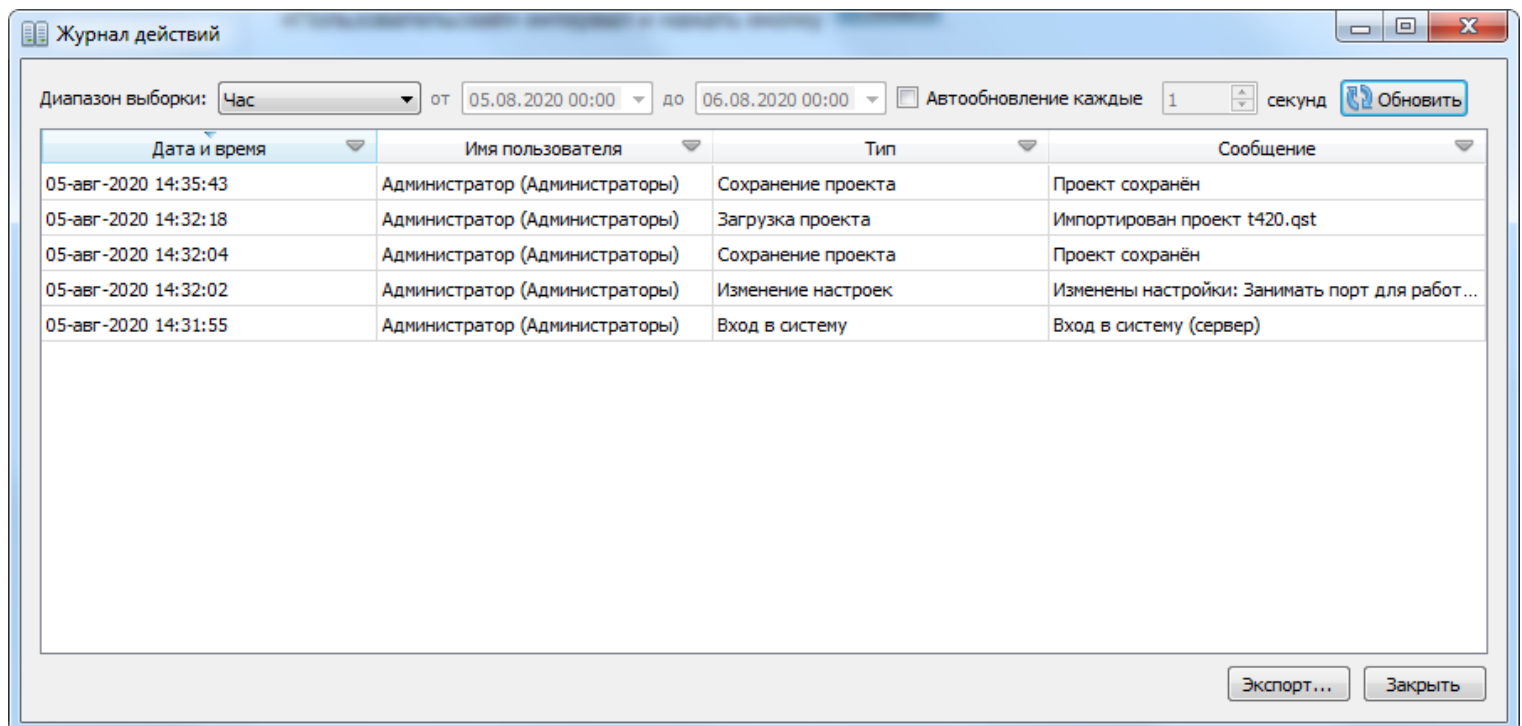 Журнал действий
Диапазон выборки: Час от 05.08.2020 00:00 до 06.08.2020 00:00 Автообновление каждые 1 секунд Обновить
Дата и время Имя пользователя Тип Сообщение
05-авг-2020 14:35:43 Администратор (Администраторы) Сохранение проекта Проект сохранён
05-авг-2020 14:32:18 Администратор (Администраторы) Загрузка проекта Импортирован проект t420.qst
05-авг-2020 14:32:04 Администратор (Администраторы) Сохранение проекта Проект сохранён
05-авг-2020 14:32:02 Администратор (Администраторы) Изменение настроек Изменены настройки: Занимать порт для работ...
05-авг-2020 14:31:55 Администратор (Администраторы) Вход в систему Вход в систему (сервер)
Экспорт... Закрыть